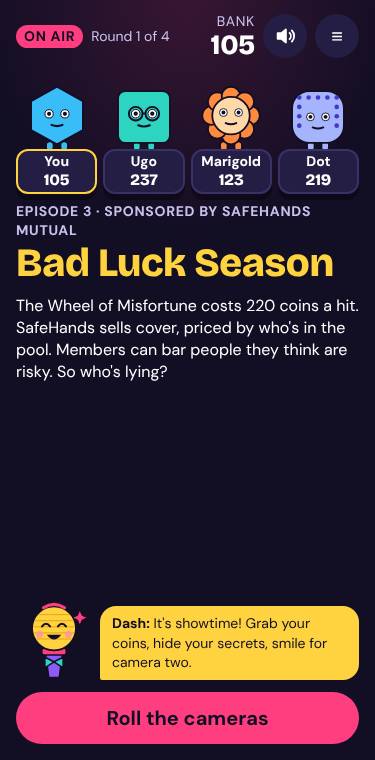 ON AIR
Round 1 of 4
BANK
105
You
105
Ugo
237
Marigold
123
Dot
219
EPISODE 3 · SPONSORED BY SAFEHANDS
MUTUAL
Bad Luck Season
The Wheel of Misfortune costs 220 coins a hit.
SafeHands sells cover, priced by who's in the
pool. Members can bar people they think are
risky. So who's lying?
Dash: It's showtime! Grab your
coins, hide your secrets, smile for
camera two.
Roll the cameras